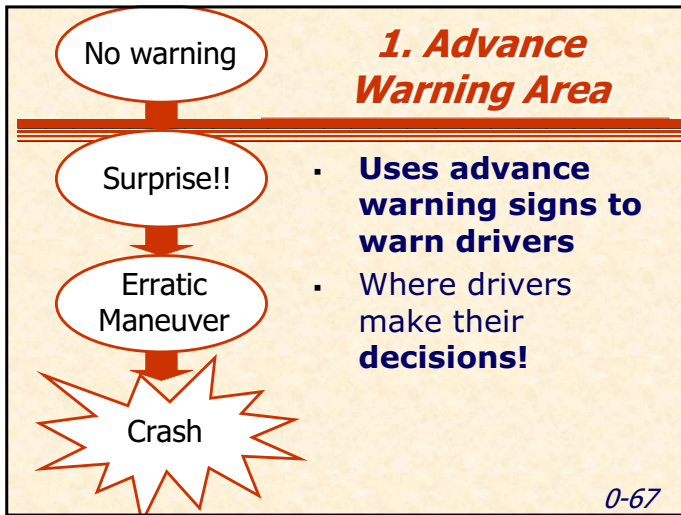 No warning
Surprise!!
Erratic
Maneuver
Crash
1. Advance
Warning Area
▪ Uses advance
warning signs to
warn drivers
▪ Where drivers
make their
decisions!
0-67